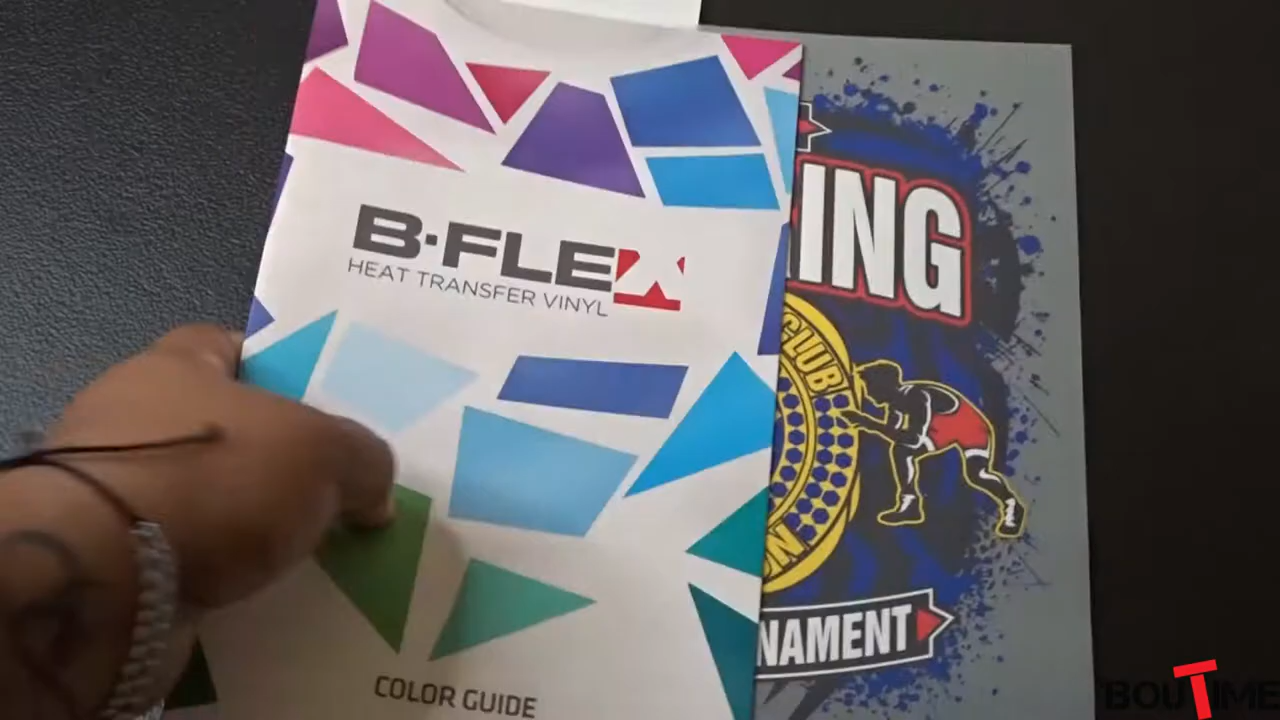 B·FLEX
HEAT TRANSFER VINYL
COLOR GUIDE
ING
CLUB
NAMENT
BOUTIME